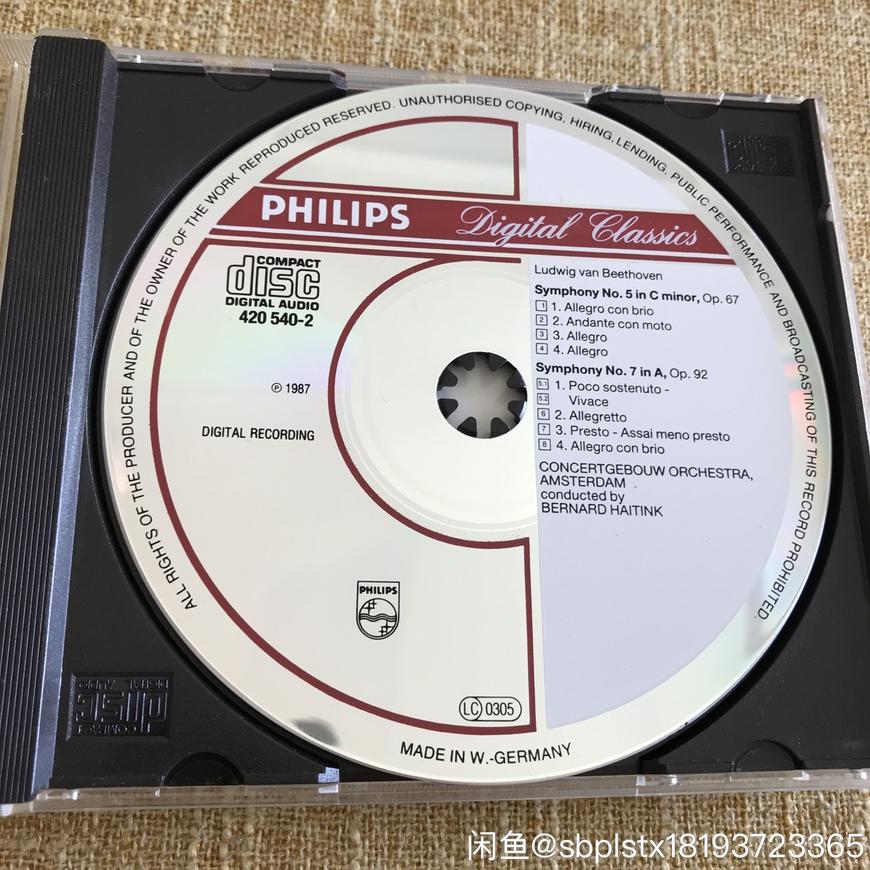 ALL RIGHTS OF THE PRODUCER AND OF THE OWNER OF THE WORK REPRODUCED RESERVED. UNAUTHORISED COPYING, HIRING, LENDING, PUBLIC PERFORMANCE AND BROADCASTING OF THIS RECORD PROHIBITED.
PHILIPS Digital Classics
COMPACT
disc
DIGITAL AUDIO
420 540-2
℗ 1987
DIGITAL RECORDING
Ludwig van Beethoven
Symphony No. 5 in C minor, Op. 67
1 1. Allegro con brio
2 2. Andante con moto
3 3. Allegro
4 4. Allegro
Symphony No. 7 in A, Op. 92
5.1 1. Poco sostenuto -
5.2 Vivace
6 2. Allegretto
7 3. Presto - Assai meno presto
8 4. Allegro con brio
CONCERTGEBOUW ORCHESTRA,
AMSTERDAM
conducted by
BERNARD HAITINK
PHILIPS
LC 0305
MADE IN W.-GERMANY
COMPACT
disc
DIGITAL AUDIO
disc
闲鱼@sbplstx18193723365